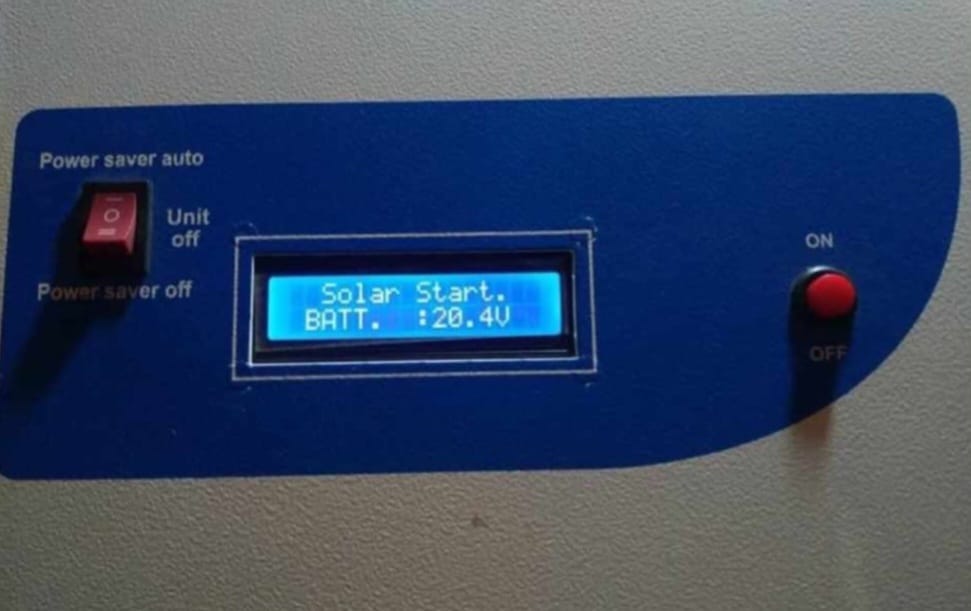 Power saver auto
Unit
off
Power saver off
Solar Start.
BATT. :20.4V
ON
OFF